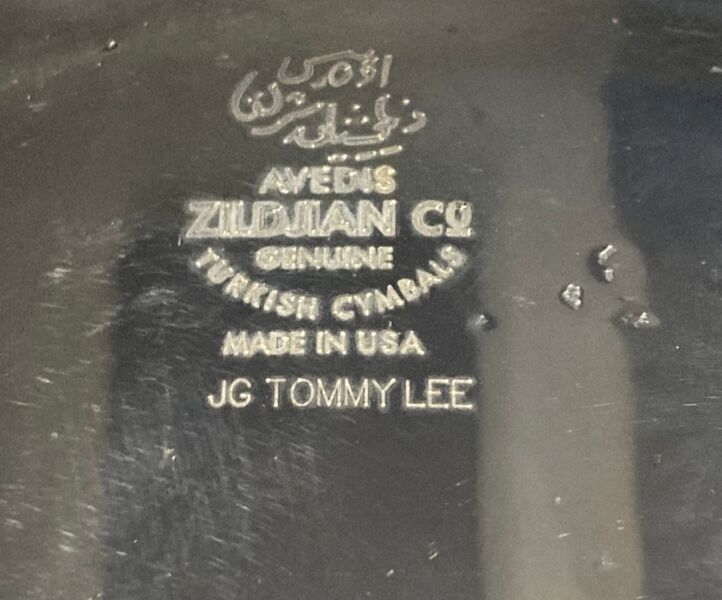 AVEDIS
ZILDJIAN Co
GENUINE
TURKISH CYMBALS
MADE IN USA
JG TOMMY LEE